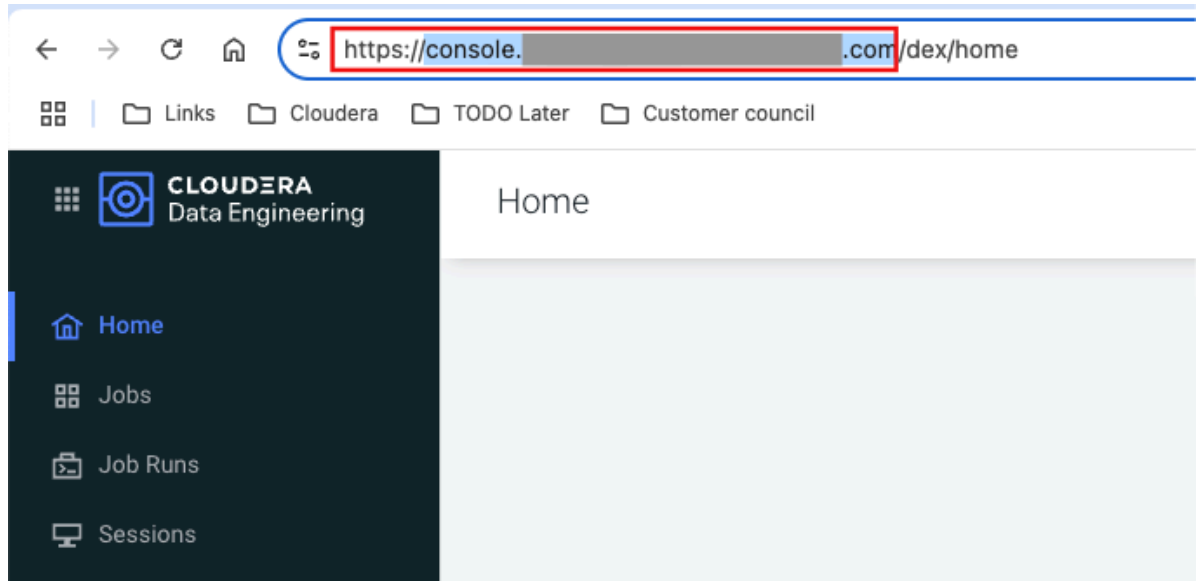 https://console. .com/dex/home
Links Cloudera TODO Later Customer council
CLOUDERA
Data Engineering
Home
Home
Jobs
Job Runs
Sessions